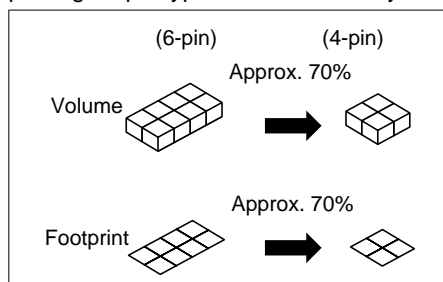 (6-pin) (4-pin)
Approx. 70%
Volume
Approx. 70%
Footprint